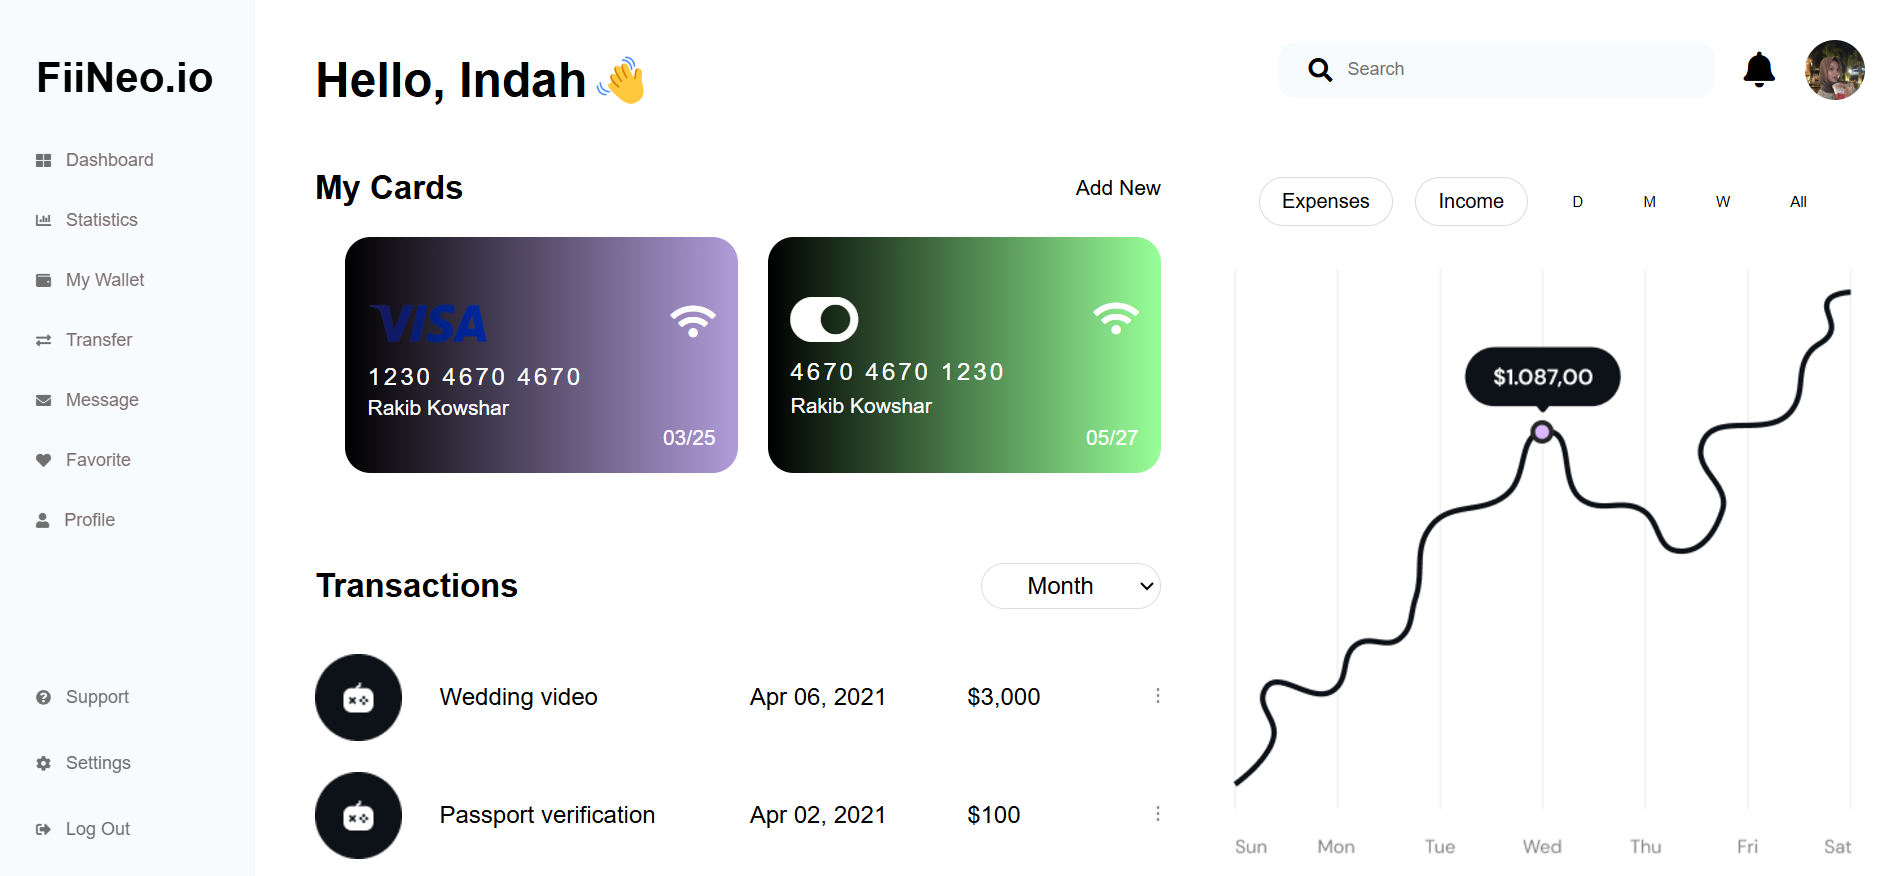 FiiNeo.io
Dashboard
Statistics
My Wallet
Transfer
Message
Favorite
Profile
Support
Settings
Log Out
Hello, Indah 👋
Search
My Cards
Add New
VISA
1230 4670 4670
Rakib Kowshar
03/25
4670 4670 1230
Rakib Kowshar
05/27
Transactions
Month
Wedding video Apr 06, 2021 $3,000
Passport verification Apr 02, 2021 $100
Expenses Income D M W All
$1.087,00
Sun Mon Tue Wed Thu Fri Sat